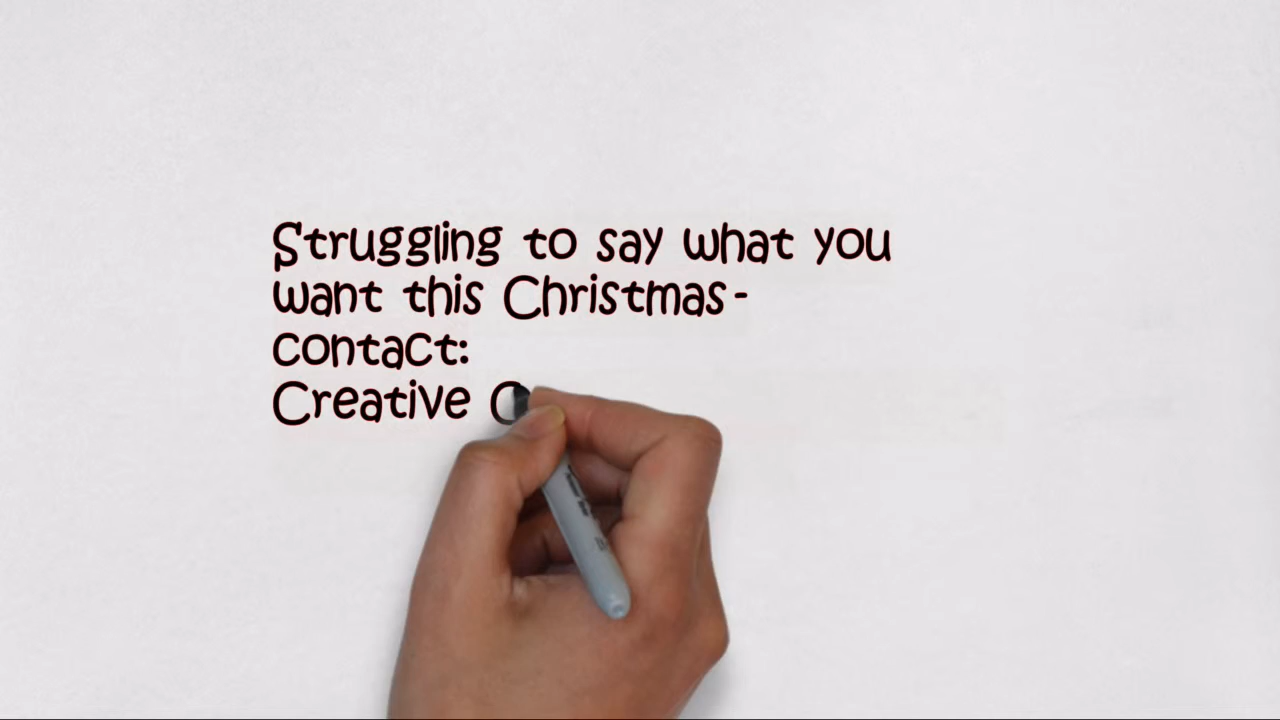 Struggling to say what you
want this Christmas-
contact:
Creative